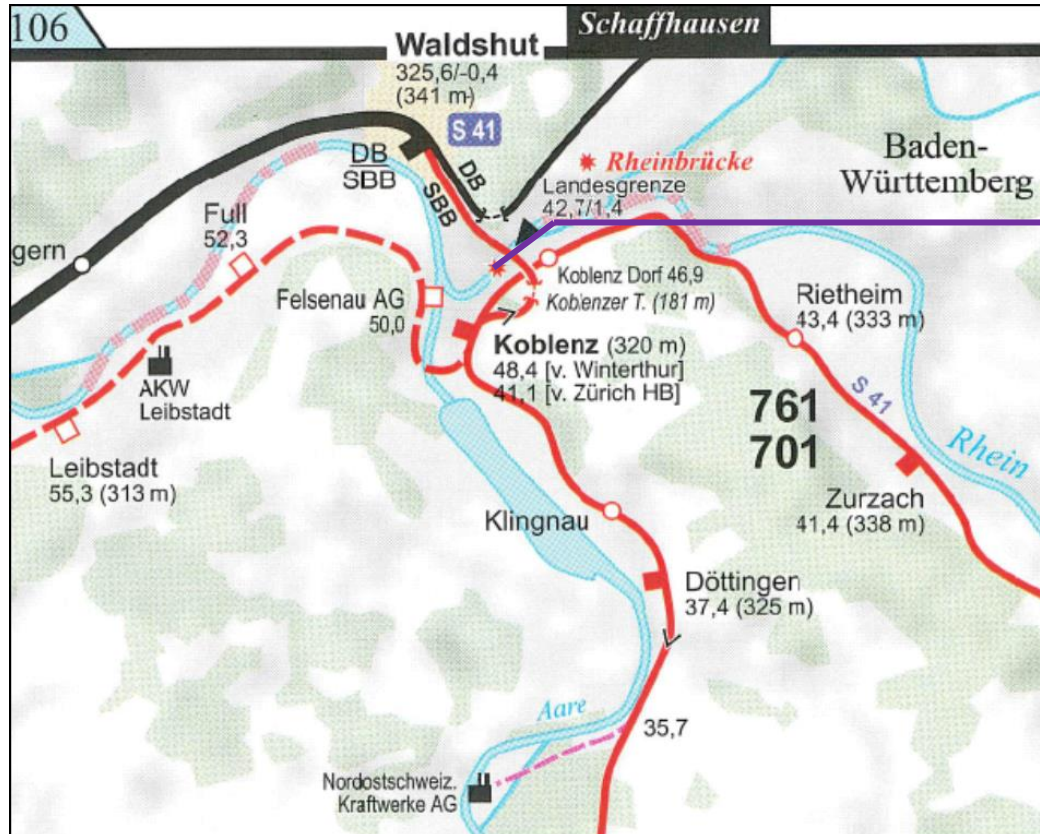 106
Schaffhausen
Waldshut
325,6/-0,4
(341 m)
S 41
DB
SBB
DB
SBB
Rheinbrücke
Landesgrenze
42,7/1,4
Baden-
Württemberg
Full
52,3
gern
Felsenau AG
50,0
Koblenz Dorf 46,9
Koblenzer T. (181 m)
Koblenz (320 m)
48,4 [v. Winterthur]
41,1 [v. Zürich HB]
Rietheim
43,4 (333 m)
AKW
Leibstadt
S 41
761
701
Rhein
Leibstadt
55,3 (313 m)
Zurzach
41,4 (338 m)
Klingnau
Döttingen
37,4 (325 m)
Aare
35,7
Nordostschweiz.
Kraftwerke AG